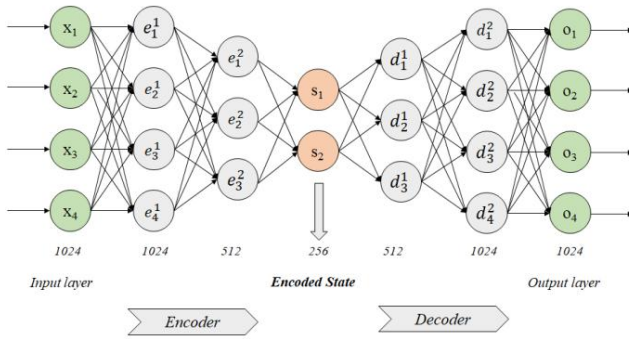 x₁ e₁¹ e₁² s₁ d₁¹ d₁² o₁
x₂ e₂¹ e₂² s₂ d₂¹ d₂² o₂
x₃ e₃¹ e₃² d₃¹ d₃² o₃
x₄ e₄¹ d₄² o₄
1024 1024 512 256 512 1024 1024
Input layer Encoded State Output layer
Encoder Decoder